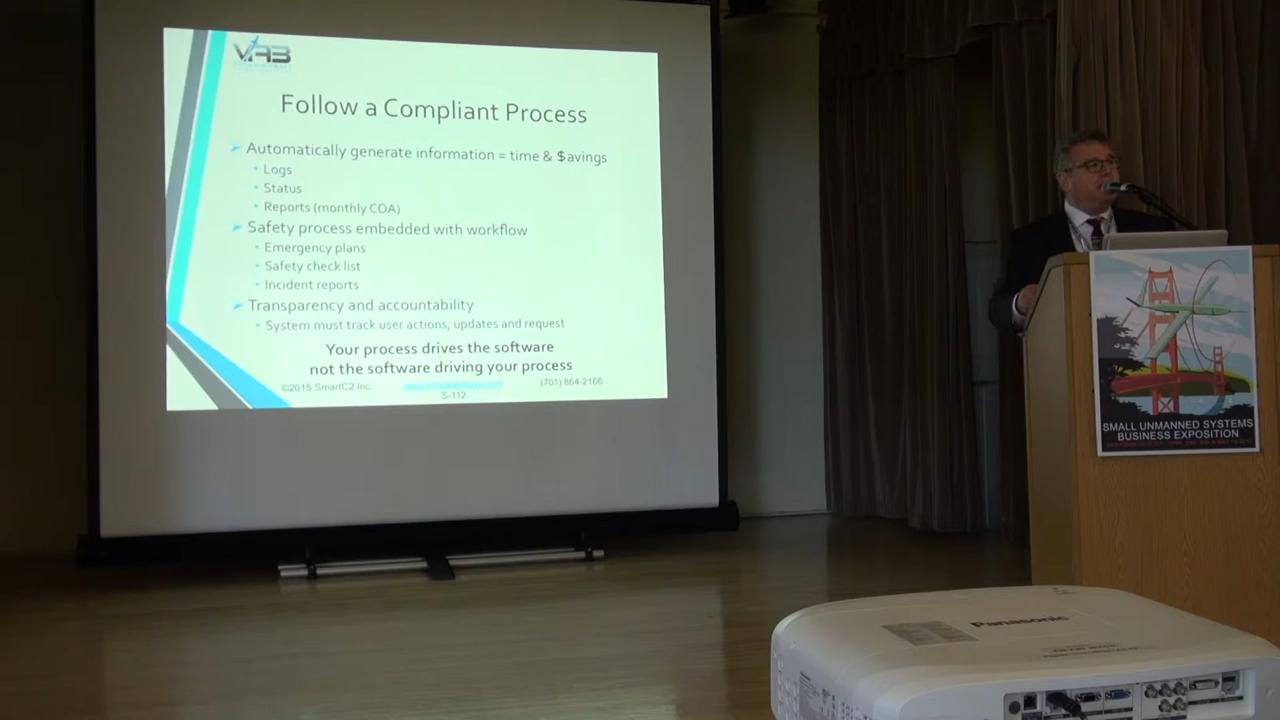 VAB
Follow a Compliant Process
Automatically generate information = time & $avings
Logs
Status
Reports (monthly COA)
Safety process embedded with workflow
Emergency plans
Safety check list
Incident reports
Transparency and accountability
System must track user actions, updates and request
Your process drives the software
not the software driving your process
©2015 SmartC2 Inc.
(701) 864-2166
S-112
SMALL UNMANNED SYSTEMS
BUSINESS EXPOSITION
Panasonic